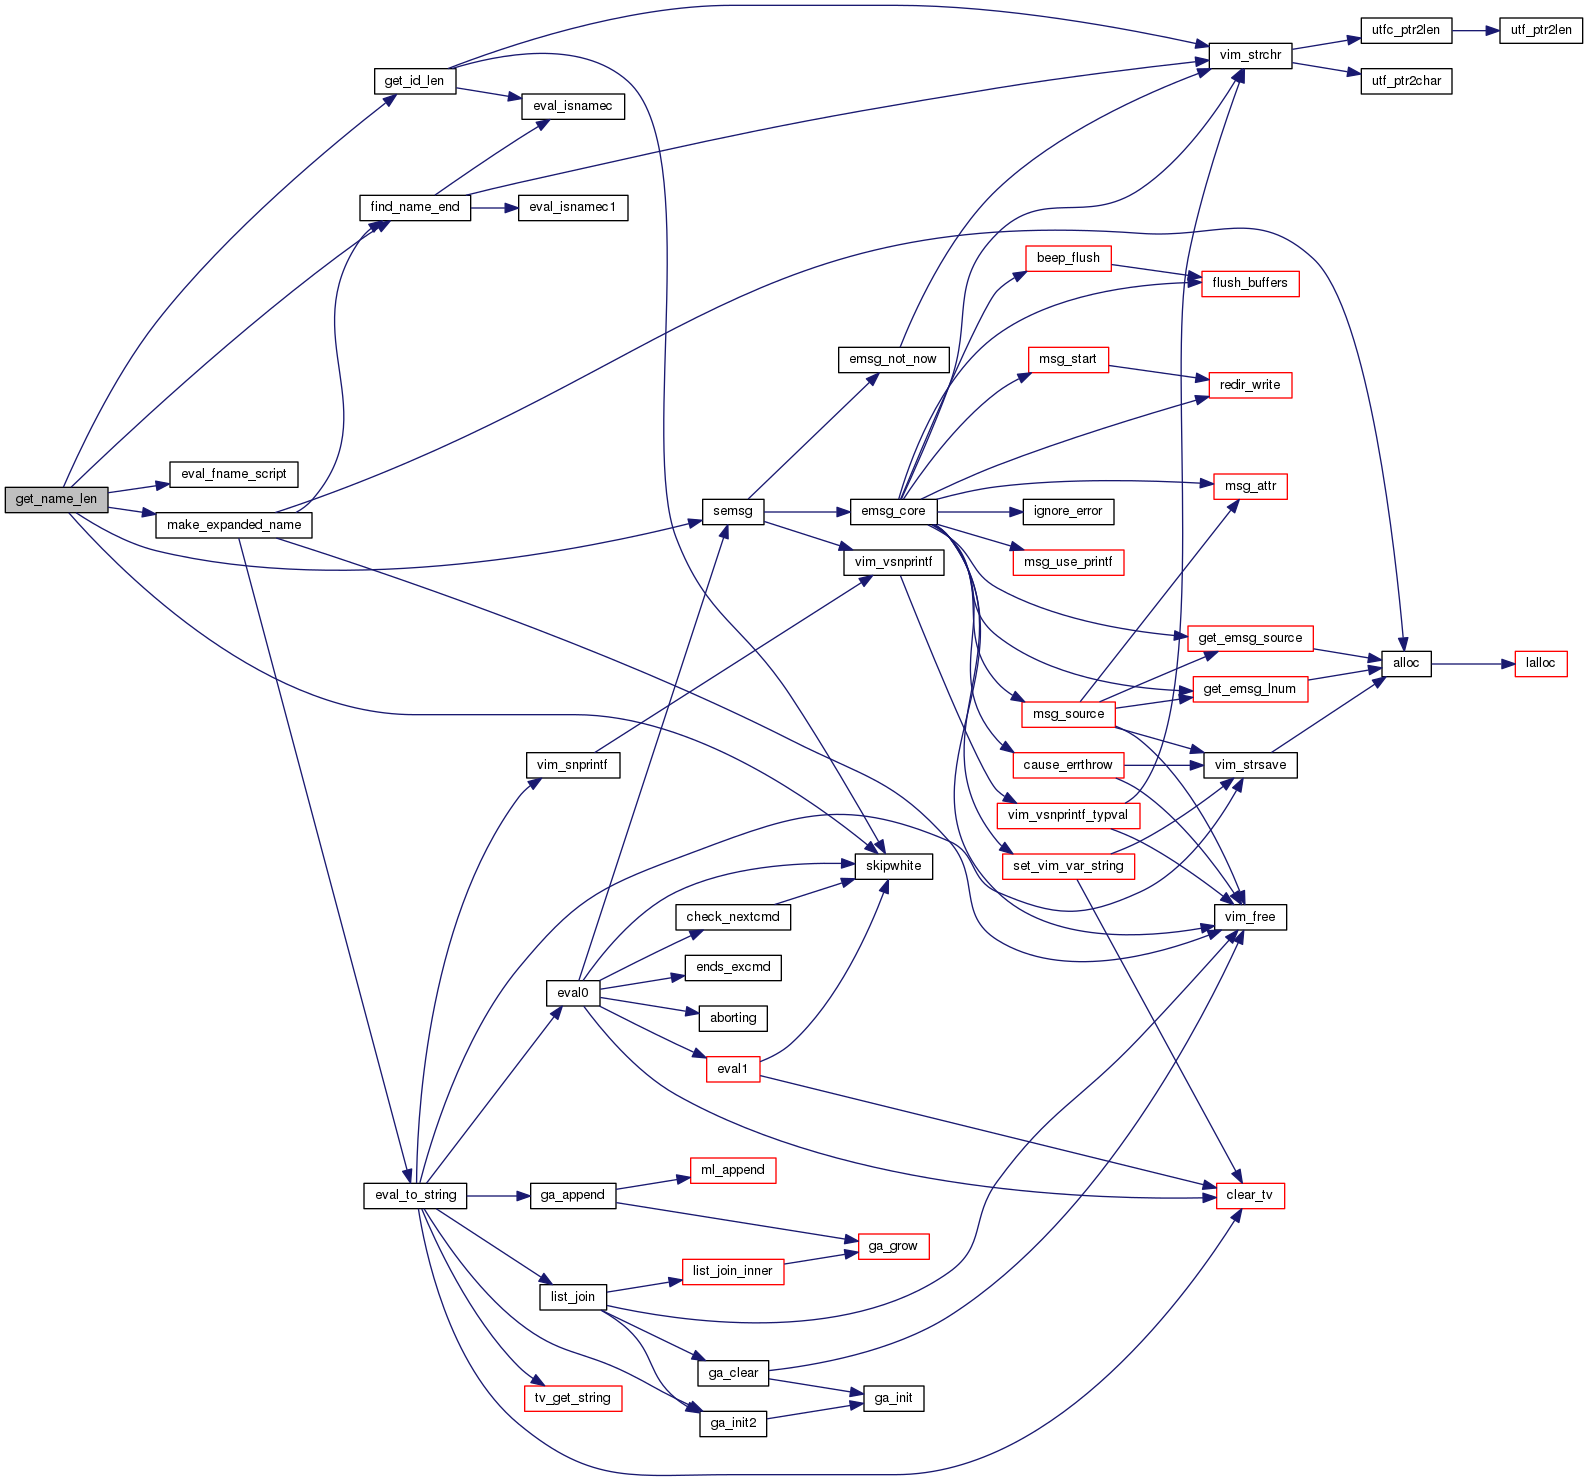 get_name_len
get_id_len
find_name_end
eval_fname_script
make_expanded_name
eval_isnamec
eval_isnamec1
vim_strchr
utfc_ptr2len
utf_ptr2len
utf_ptr2char
beep_flush
flush_buffers
emsg_not_now
msg_start
redir_write
semsg
emsg_core
msg_attr
ignore_error
vim_vsnprintf
msg_use_printf
get_emsg_source
alloc
lalloc
get_emsg_lnum
msg_source
vim_snprintf
cause_errthrow
vim_strsave
vim_vsnprintf_typval
skipwhite
set_vim_var_string
check_nextcmd
vim_free
ends_excmd
eval0
aborting
eval1
ml_append
eval_to_string
ga_append
clear_tv
ga_grow
list_join_inner
list_join
ga_clear
tv_get_string
ga_init
ga_init2